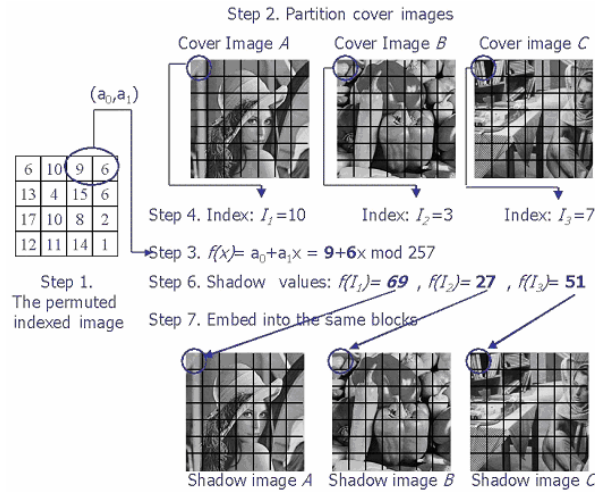 Step 2. Partition cover images
Cover Image A Cover Image B Cover image C
(a₀,a₁)
6 10 9 6
13 4 15 6
17 10 8 2
12 11 14 1
Step 4. Index: I₁=10 Index: I₂=3 Index: I₃=7
Step 3. f(x)= a₀+a₁x = 9+6x mod 257
Step 1.
The permuted
indexed image
Step 6. Shadow values: f(I₁)= 69 , f(I₂)= 27 , f(I₃)= 51
Step 7. Embed into the same blocks
Shadow image A Shadow image B Shadow image C